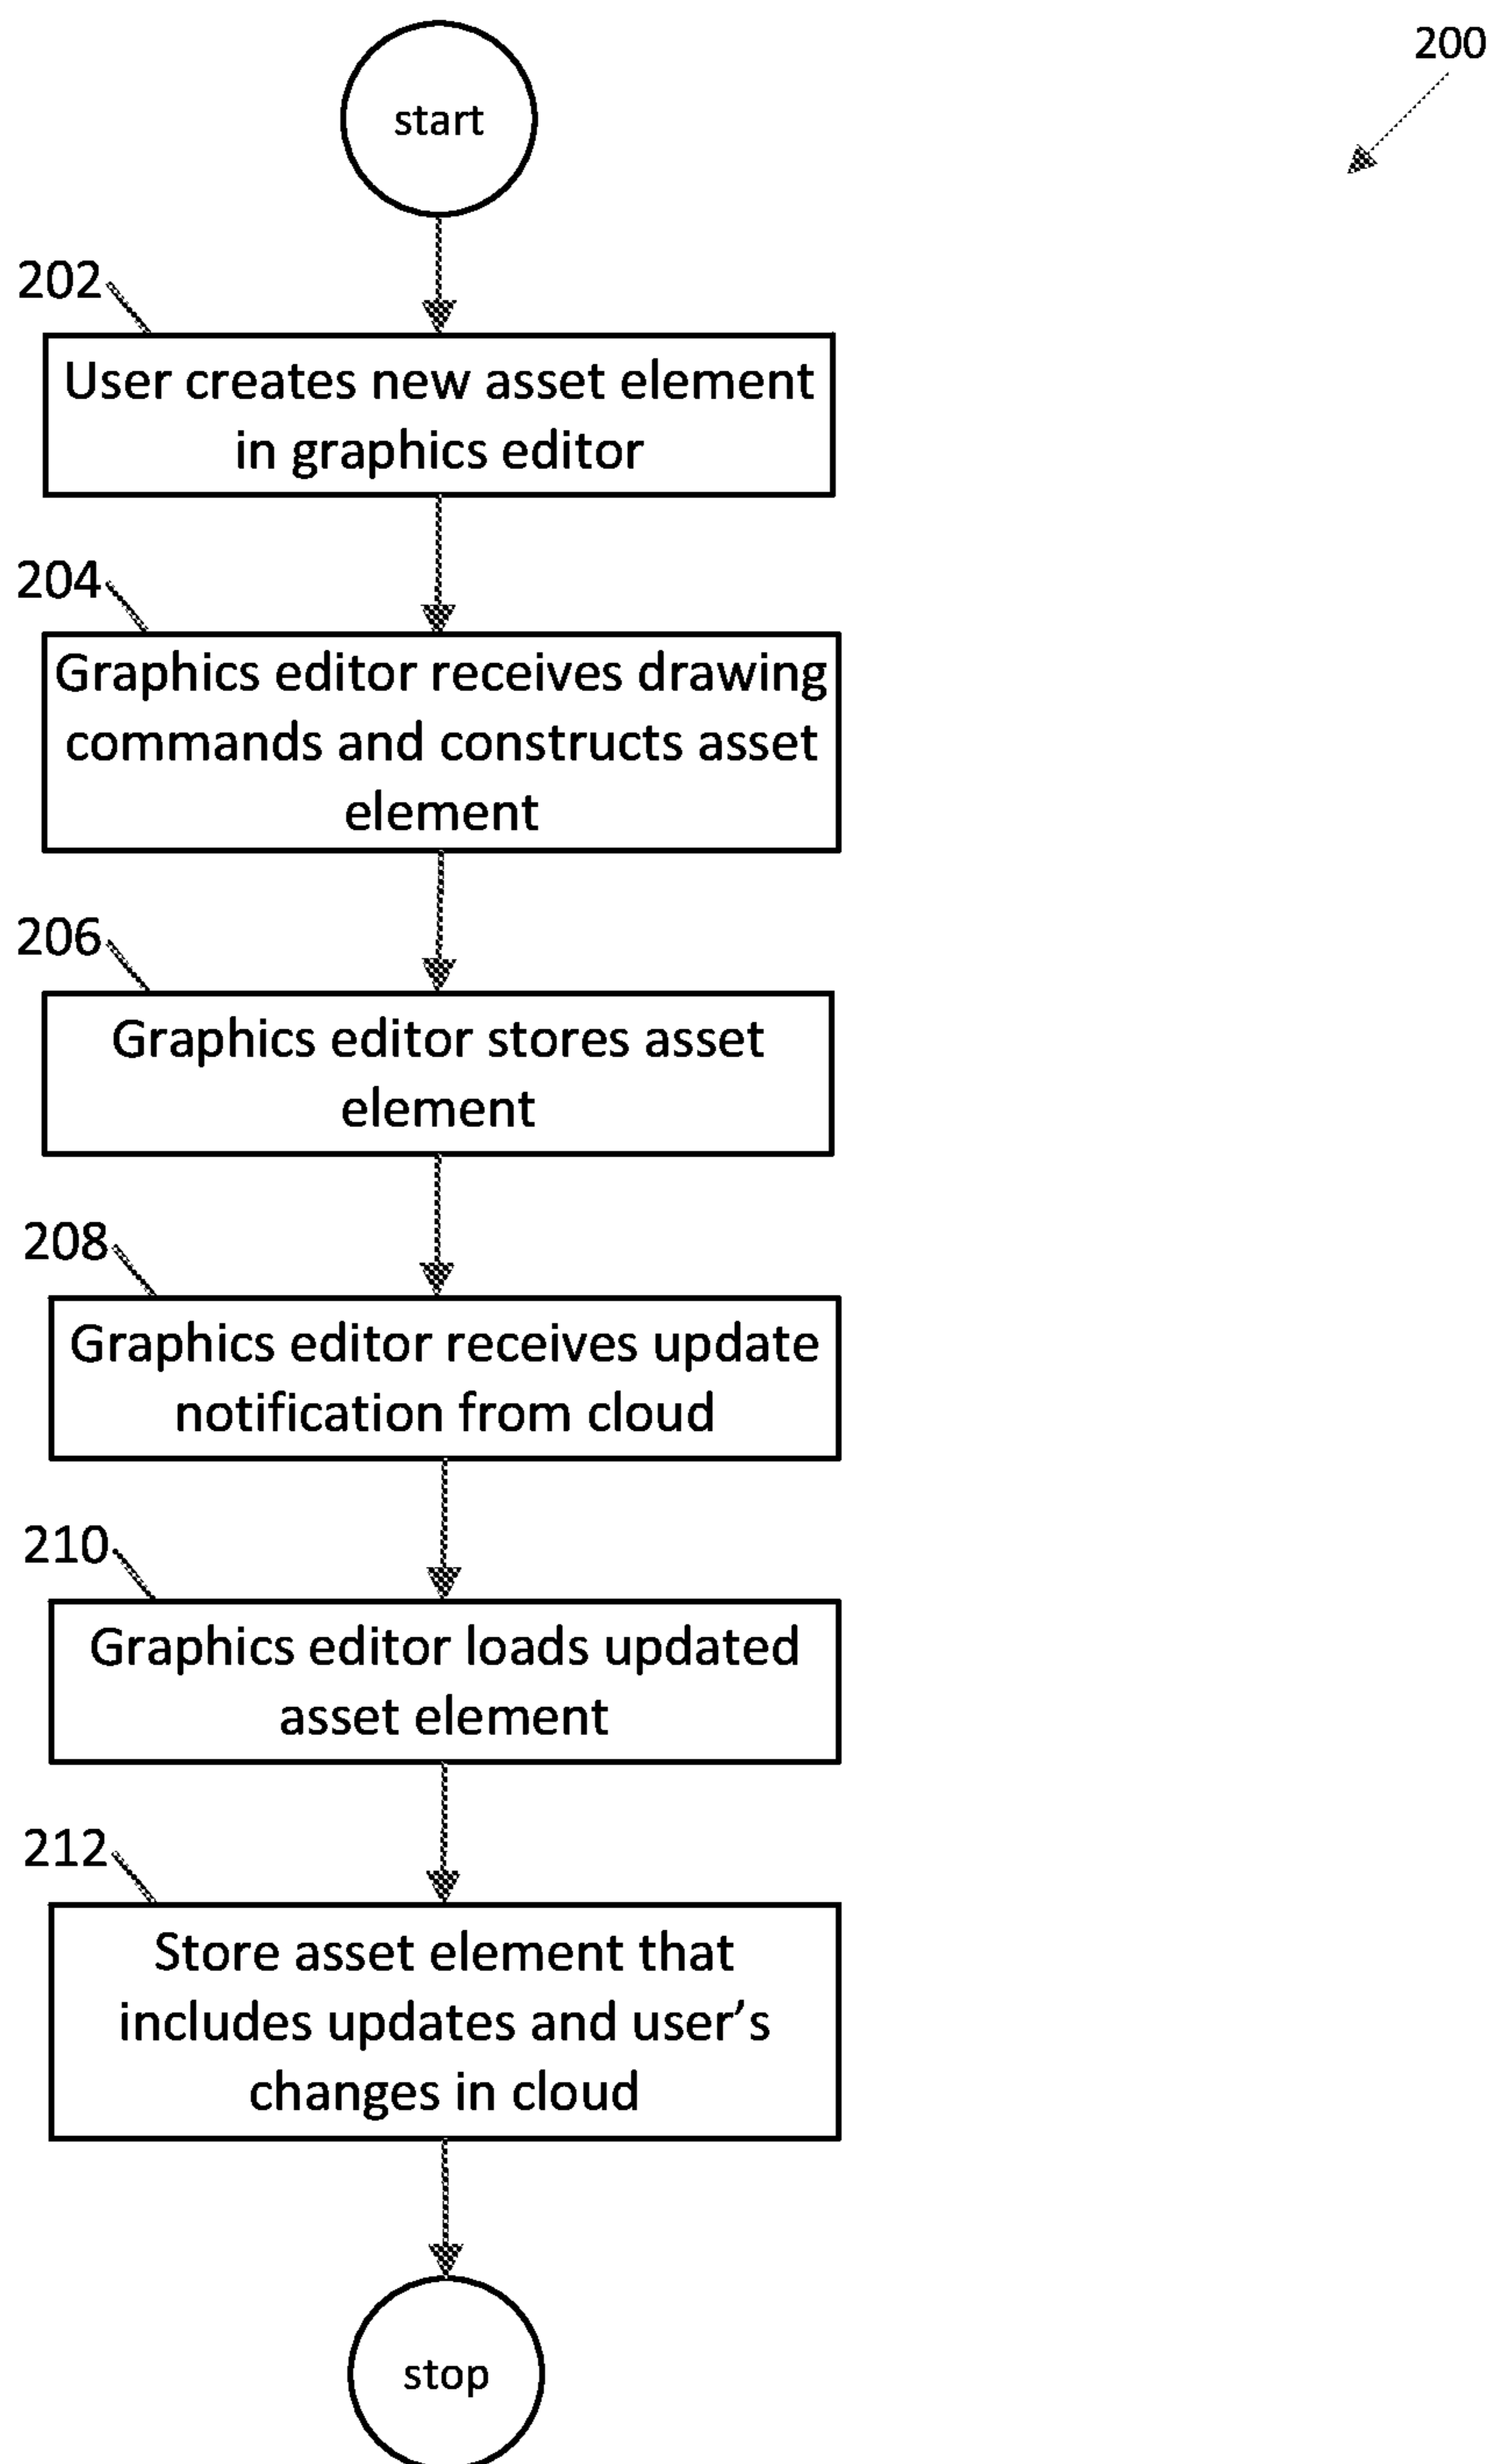 200
start
202
User creates new asset element
in graphics editor
204
Graphics editor receives drawing
commands and constructs asset
element
206
Graphics editor stores asset
element
208
Graphics editor receives update
notification from cloud
210
Graphics editor loads updated
asset element
212
Store asset element that
includes updates and user’s
changes in cloud
stop